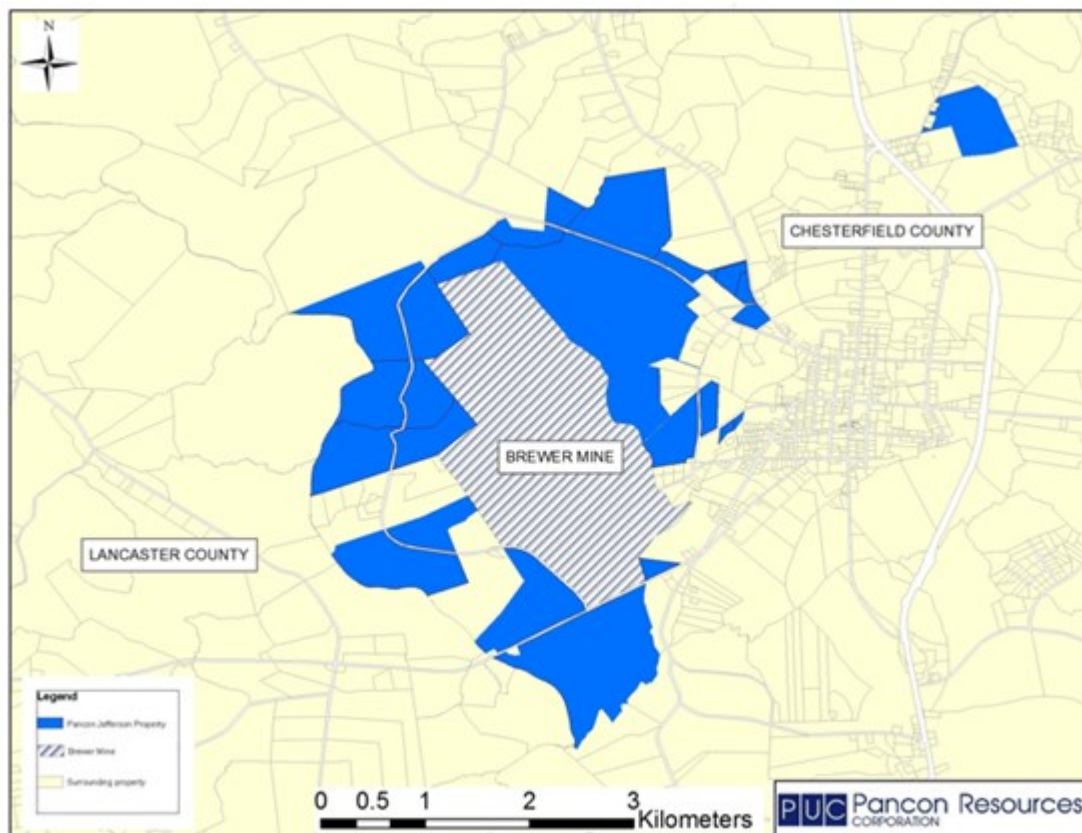 N
CHESTERFIELD COUNTY
BREWER MINE
LANCASTER COUNTY
Legend
Pancon Jefferson Property
Brewer Mine
Surrounding property
0 0.5 1 2 3
Kilometers
PUC Pancon Resources
CORPORATION